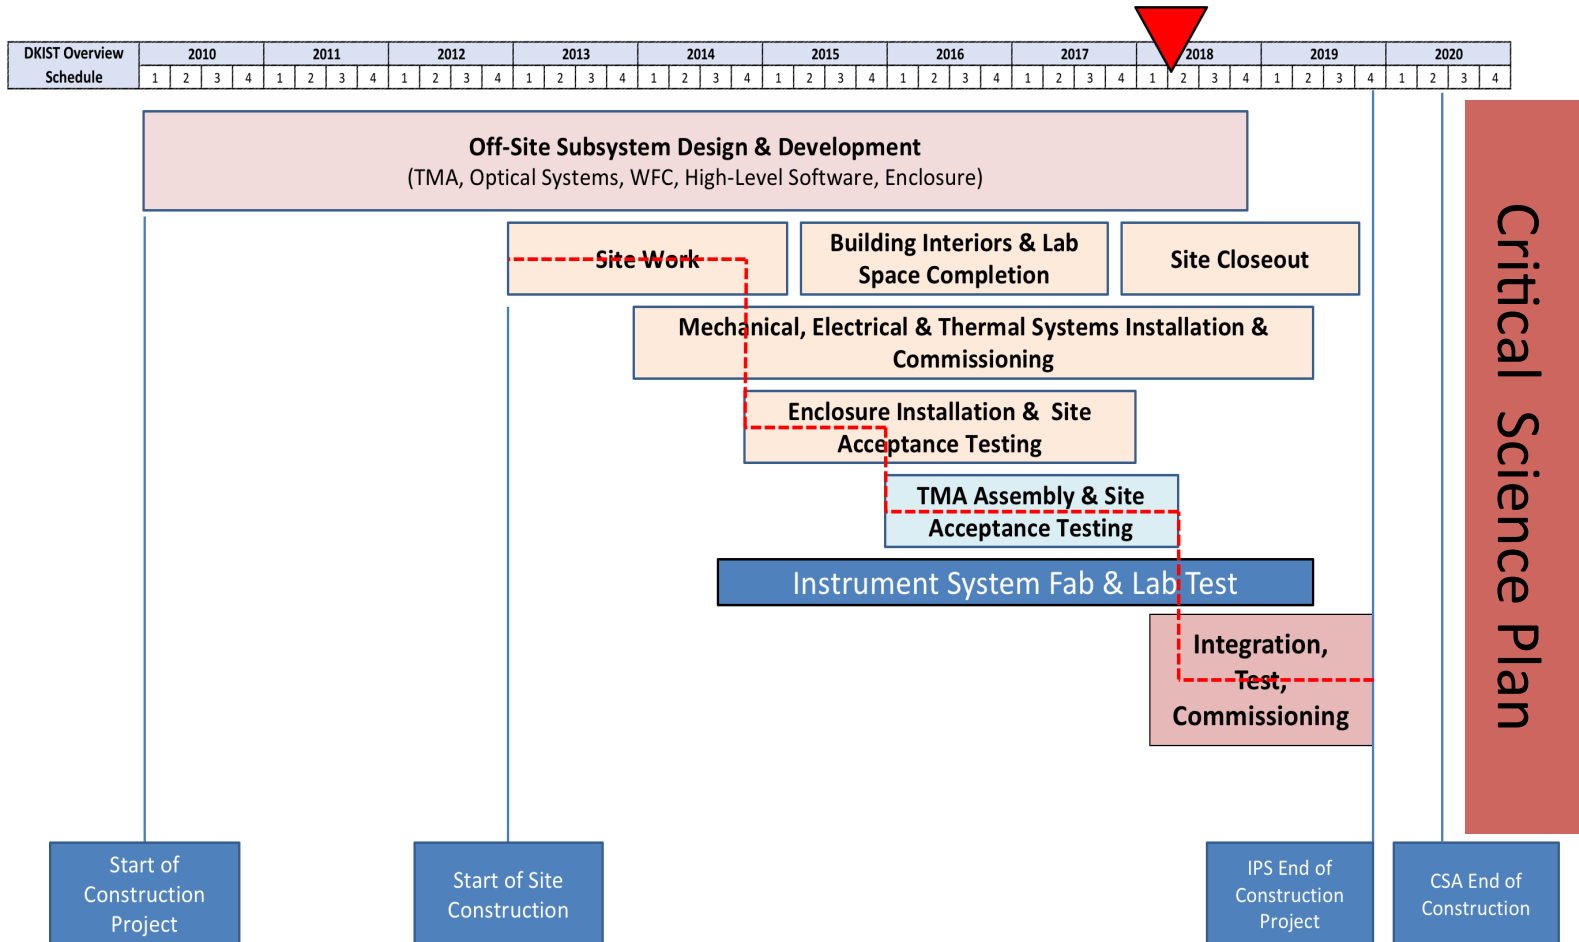 DKIST Overview
Schedule
2010 2011 2012 2013 2014 2015 2016 2017 2018 2019 2020
1 2 3 4 1 2 3 4 1 2 3 4 1 2 3 4 1 2 3 4 1 2 3 4 1 2 3 4 1 2 3 4 1 2 3 4 1 2 3 4 1 2 3 4
Off-Site Subsystem Design & Development
(TMA, Optical Systems, WFC, High-Level Software, Enclosure)
Site Work
Building Interiors & Lab
Space Completion
Site Closeout
Mechanical, Electrical & Thermal Systems Installation &
Commissioning
Enclosure Installation & Site
Acceptance Testing
TMA Assembly & Site
Acceptance Testing
Instrument System Fab & Lab Test
Integration,
Test,
Commissioning
Critical Science Plan
Start of
Construction
Project
Start of Site
Construction
IPS End of
Construction
Project
CSA End of
Construction